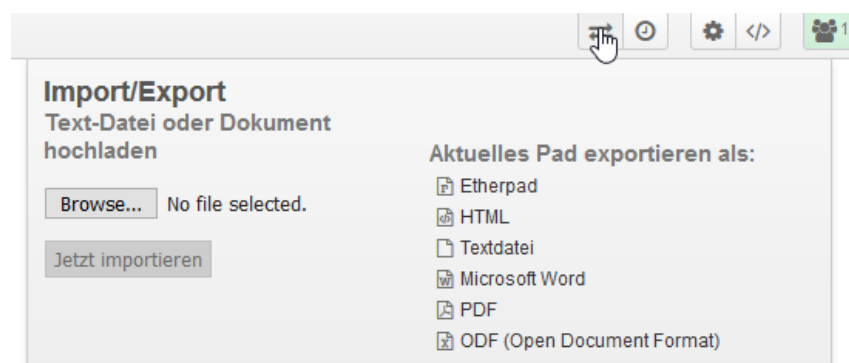 1
Import/Export
Text-Datei oder Dokument
hochladen
Browse... No file selected.
Jetzt importieren
Aktuelles Pad exportieren als:
Etherpad
HTML
Textdatei
Microsoft Word
PDF
ODF (Open Document Format)